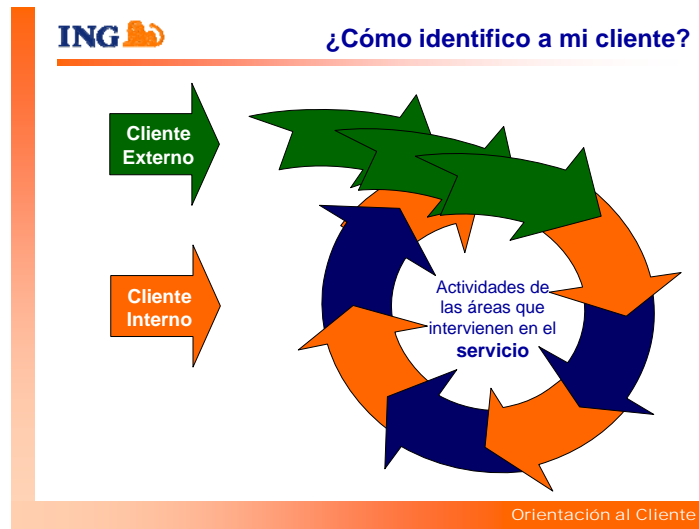 ING
¿Cómo identifico a mi cliente?
Cliente
Externo
Cliente
Interno
Actividades de
las áreas que
intervienen en el
servicio
Orientación al Cliente